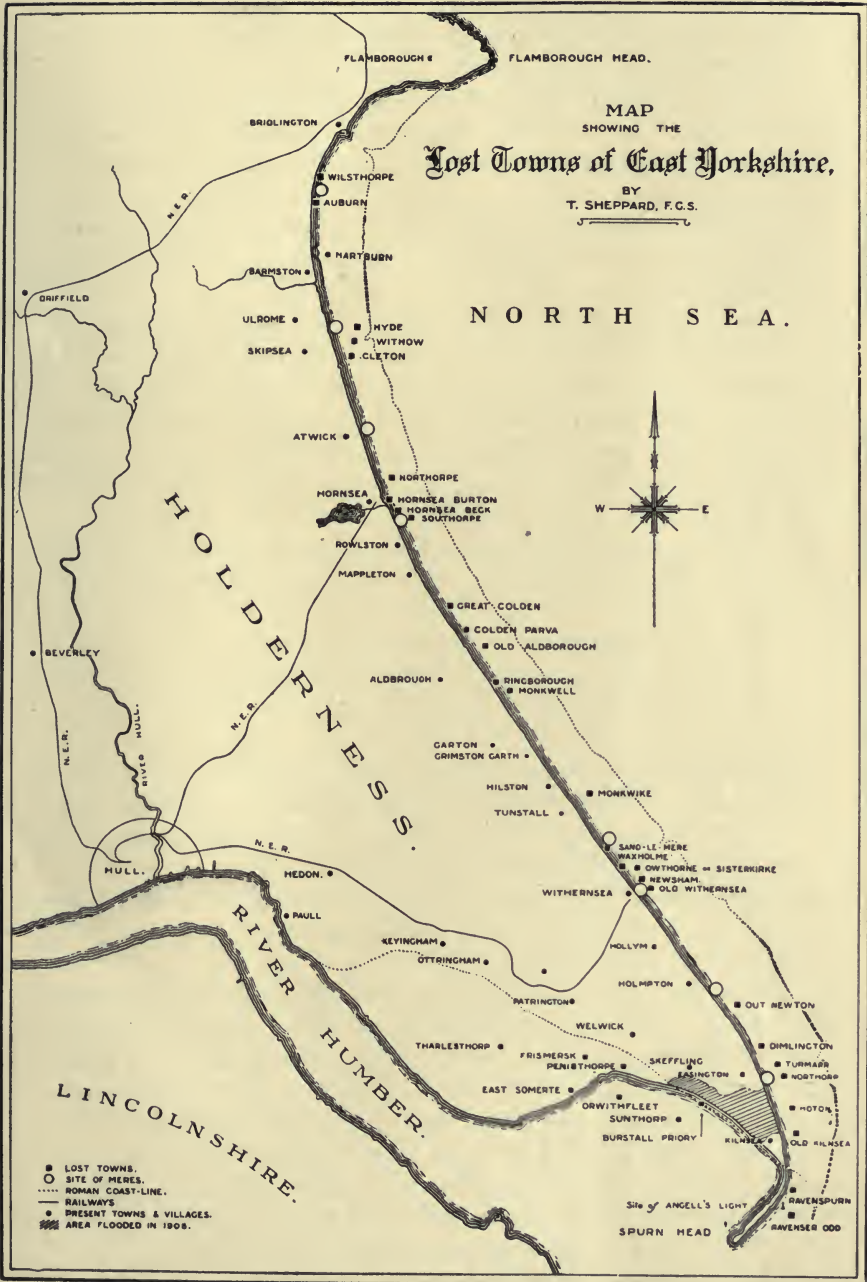 FLAMBOROUGH
FLAMBOROUGH HEAD.
MAP
SHOWING THE
Lost Towns of East Yorkshire,
BY
T. SHEPPARD, F.G.S.
BRIDLINGTON
WILSTHORPE
AUBURN
N.E.R.
HARTBURN
BARMSTON
DRIFFIELD
NORTH SEA.
ULROME
HYDE
WITHOW
CLETON
SKIPSEA
ATWICK
NORTHORPE
HORNSEA
HORNSEA BURTON
HORNSEA BECK
SOUTHORPE
W
E
HOLDERNESS.
ROWLSTON
MAPPLETON
GREAT COLDEN
COLDEN PARVA
OLD ALDBOROUGH
BEVERLEY
ALDBROUGH
RINGBOROUGH
MONKWELL
N.E.R.
N.E.R.
RIVER HULL.
GARTON
GRIMSTON GARTH
HILSTON
MONKWIKE
TUNSTALL
N.E.R.
SAND-LE-MERE
WAXHOLME
OWTHORNE OR SISTERKIRKE
HULL.
HEDON.
NEWSHAM.
OLD WITHERNSEA
WITHERNSEA
PAULL
RIVER HUMBER.
KEYINGHAM
HOLLYM
OTTRINGHAM
HOLMPTON
PATRINGTON
OUT NEWTON
WELWICK
THARLESTHORP
DIMLINGTON
FRISMERSK
SKEFFLING
TURMARR
PENISTHORPE
EASINGTON
NORTHORP
EAST SOMERTE
ORWITHFLEET
HOTON
SUNTHORP
BURSTALL PRIORY
KILNSEA
OLD KILNSEA
LINCOLNSHIRE.
LOST TOWNS.
SITE OF MERES.
ROMAN COAST-LINE.
RAILWAYS
PRESENT TOWNS & VILLAGES.
AREA FLOODED IN 1906.
Site of ANGELL'S LIGHT
RAVENSPURN
SPURN HEAD
RAVENSER ODD